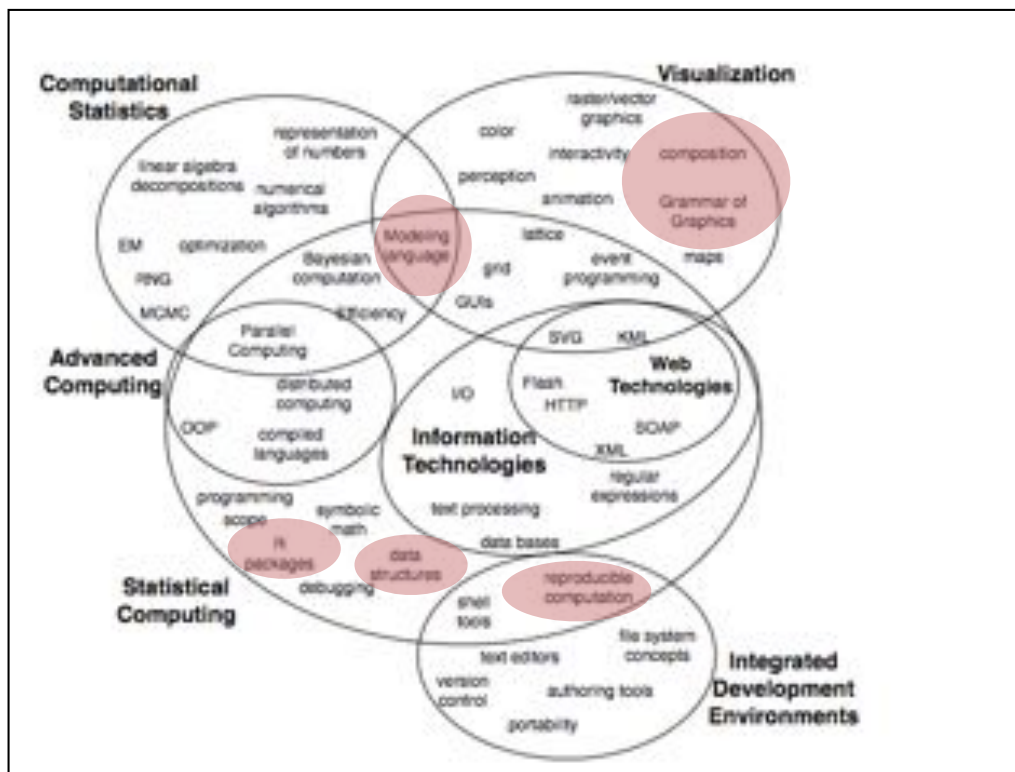 Computational
Statistics
Visualization
raster/vector
graphics
color
representation
of numbers
interactivity
composition
linear algebra
decompositions
perception
numerical
algorithms
animation
Grammar of
Graphics
Modeling
language
lattice
EM
optimization
Bayesian
computation
event
programming
maps
grid
RNG
GUIs
MCMC
Efficiency
Parallel
Computing
SVG
KML
Advanced
Computing
Web
Technologies
distributed
computing
I/O
Flash
HTTP
OOP
compiled
languages
Information
Technologies
SOAP
XML
regular
expressions
programming
scope
symbolic
math
text processing
R
packages
data
structures
data bases
debugging
reproducible
computation
Statistical
Computing
shell
tools
file system
concepts
text editors
Integrated
Development
Environments
version
control
authoring tools
portability